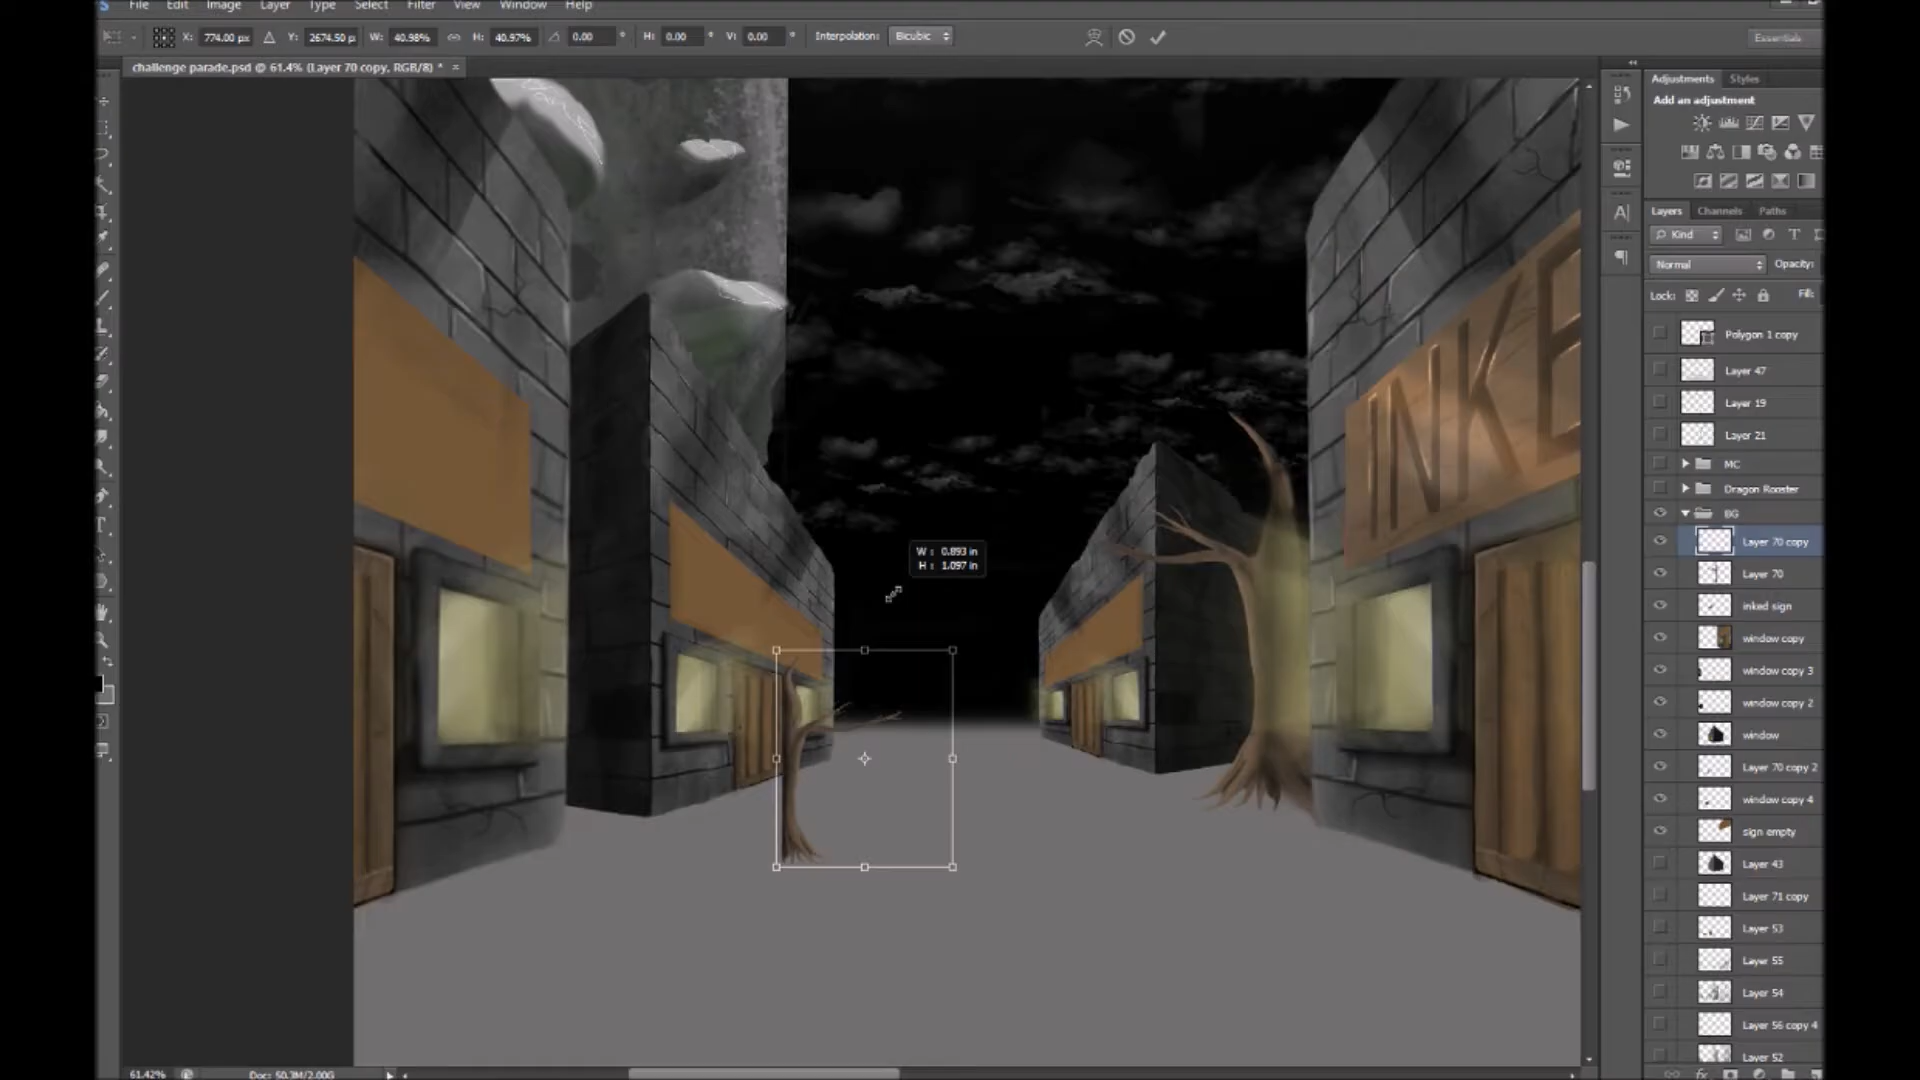 File Edit Image Layer Type Select Filter View Window Help
X: 774.00 px Y: 2674.50 p W: 40.98% H: 40.97% 0.00 ° H: 0.00 ° V: 0.00 ° Interpolation: Bicubic Essentials
challenge parade.psd @ 61.4% (Layer 70 copy, RGB/8) * ×
Adjustments Styles
Add an adjustment
Layers Channels Paths
Kind
Normal Opacity:
Lock: Fill:
Polygon 1 copy
Layer 47
Layer 19
Layer 21
MC
Dragon Rooster
BG
Layer 70 copy
Layer 70
inked sign
window copy
window copy 3
window copy 2
window
Layer 70 copy 2
window copy 4
sign empty
Layer 43
Layer 71 copy
Layer 53
Layer 55
Layer 54
Layer 56 copy 4
Layer 52
INKE
W: 0.893 in
H: 1.097 in
61.42% Doc: 50.3M/2.00G